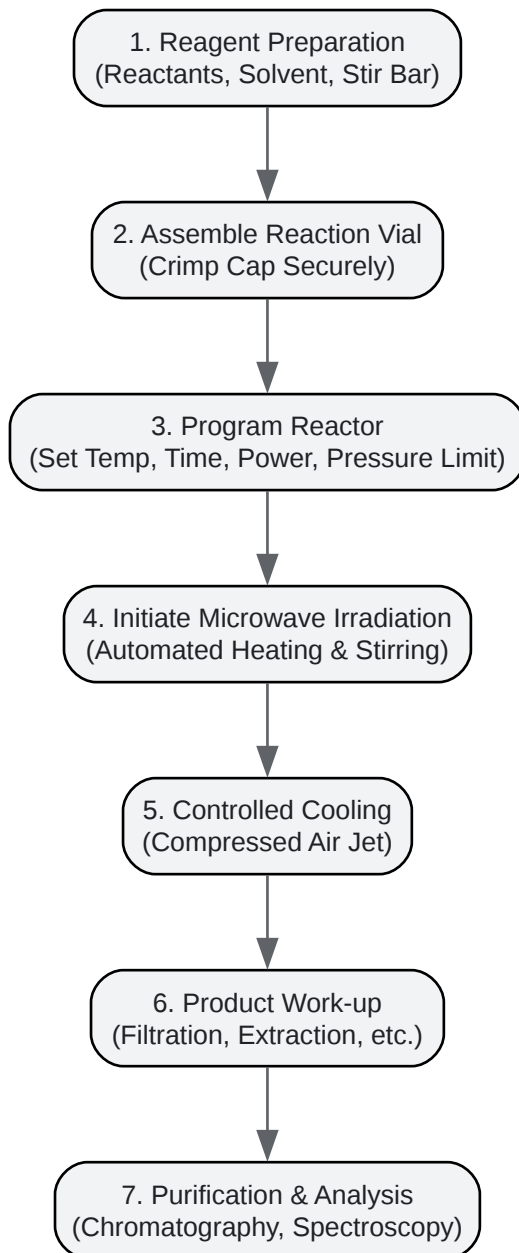 1. Reagent Preparation
(Reactants, Solvent, Stir Bar)
2. Assemble Reaction Vial
(Crimp Cap Securely)
3. Program Reactor
(Set Temp, Time, Power, Pressure Limit)
4. Initiate Microwave Irradiation
(Automated Heating & Stirring)
5. Controlled Cooling
(Compressed Air Jet)
6. Product Work-up
(Filtration, Extraction, etc.)
7. Purification & Analysis
(Chromatography, Spectroscopy)